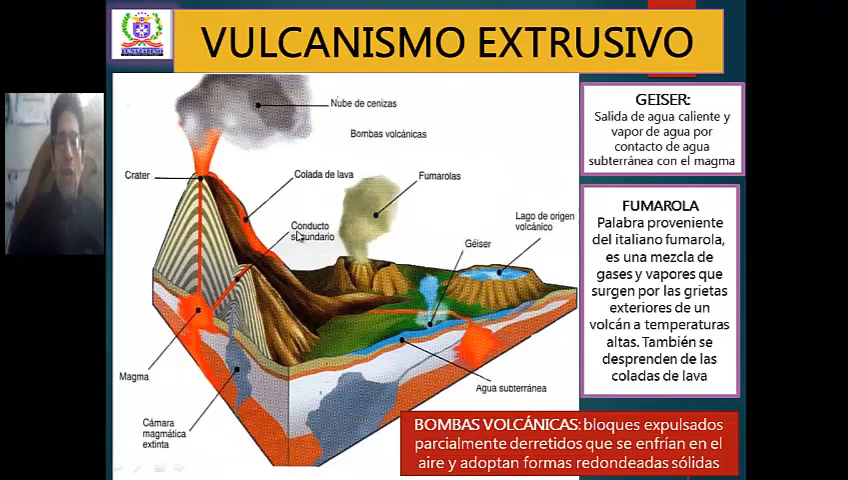 VULCANISMO EXTRUSIVO
Nube de cenizas
Bombas volcánicas
Crater
Colada de lava
Fumarolas
Conducto
secundario
Lago de origen
volcánico
Géiser
Magma
Agua subterránea
Cámara
magmática
extinta
GEISER:
Salida de agua caliente y
vapor de agua por
contacto de agua
subterránea con el magma
FUMAROLA
Palabra proveniente
del italiano fumarola,
es una mezcla de
gases y vapores que
surgen por las grietas
exteriores de un
volcán a temperaturas
altas. También se
desprenden de las
coladas de lava
BOMBAS VOLCÁNICAS: bloques expulsados
parcialmente derretidos que se enfrían en el
aire y adoptan formas redondeadas sólidas